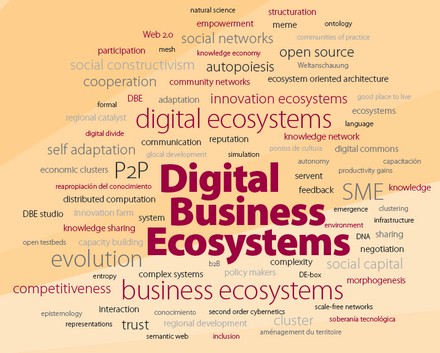 natural science
structuration
empowerment
meme
ontology
Web 2.0
social networks
communities of practice
participation
mesh
knowledge economy
open source
social constructivism
autopoiesis
Weltanschauung
cooperation
community networks
ecosystem oriented architecture
formal
DBE
adaptation
innovation ecosystems
good place to live
regional catalyst
digital ecosystems
ecosystems
language
digital divide
communication
reputation
knowledge network
self adaptation
glocal development
simulation
pontus de cultura
digital commons
economic clusters
P2P
autonomy
capacitación
servent
productivity gains
reapropiación del conocimiento
Digital
feedback
SME
knowledge
distributed computation
DBE studio
innovation farm
system
Business
emergence
clustering
infrastructure
knowledge sharing
environment
DNA
sharing
open testbeds
capacity building
Ecosystems
negotiation
evolution
b2B
complexity
social capital
entropy
complex systems
policy makers
DE-box
morphogenesis
competitiveness
business ecosystems
interaction
scale-free networks
epistemology
conocimiento
second order cybernetics
soberanía tecnológica
representations
trust
regional development
cluster
aménagement du territoire
semantic web
inclusion